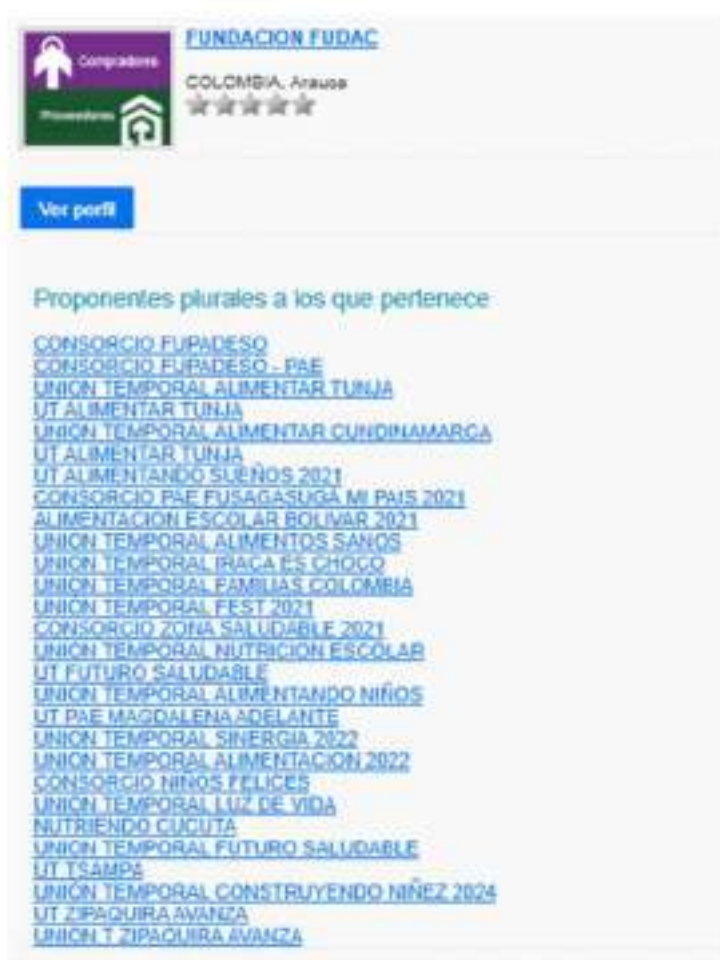 Compradores
Proveedores
FUNDACION FUDAC
COLOMBIA, Arauca
Ver perfil
Proponentes plurales a los que pertenece
CONSORCIO FUPADESO
CONSORCIO FUPADESO - PAE
UNION TEMPORAL ALIMENTAR TUNJA
UT ALIMENTAR TUNJA
UNION TEMPORAL ALIMENTAR CUNDINAMARCA
UT ALIMENTAR TUNJA
UT ALIMENTANDO SUEÑOS 2021
CONSORCIO PAE FUSAGASUGÁ MI PAIS 2021
ALIMENTACION ESCOLAR BOLIVAR 2021
UNION TEMPORAL ALIMENTOS SANOS
UNION TEMPORAL IRACA ES CHOCO
UNION TEMPORAL FAMILIAS COLOMBIA
UNION TEMPORAL FEST 2021
CONSORCIO ZONA SALUDABLE 2021
UNION TEMPORAL NUTRICION ESCOLAR
UT FUTURO SALUDABLE
UNION TEMPORAL ALIMENTANDO NIÑOS
UT PAE MAGDALENA ADELANTE
UNION TEMPORAL SINERGIA 2022
UNION TEMPORAL ALIMENTACION 2022
CONSORCIO NIÑOS FELICES
UNION TEMPORAL LUZ DE VIDA
NUTRIENDO CUCUTA
UNION TEMPORAL FUTURO SALUDABLE
UT TSAMPA
UNIÓN TEMPORAL CONSTRUYENDO NIÑEZ 2024
UT ZIPAQUIRA AVANZA
UNION T ZIPAQUIRA AVANZA